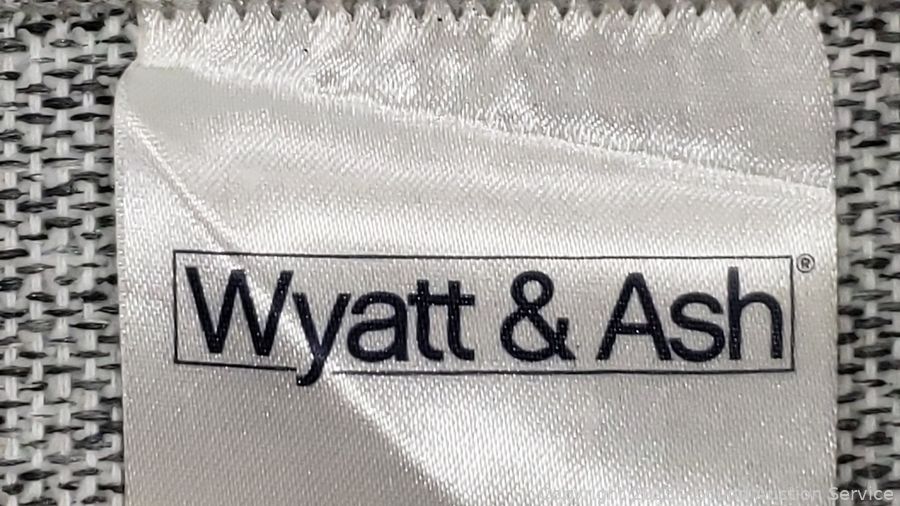 Wyatt & Ash®
Auction Service